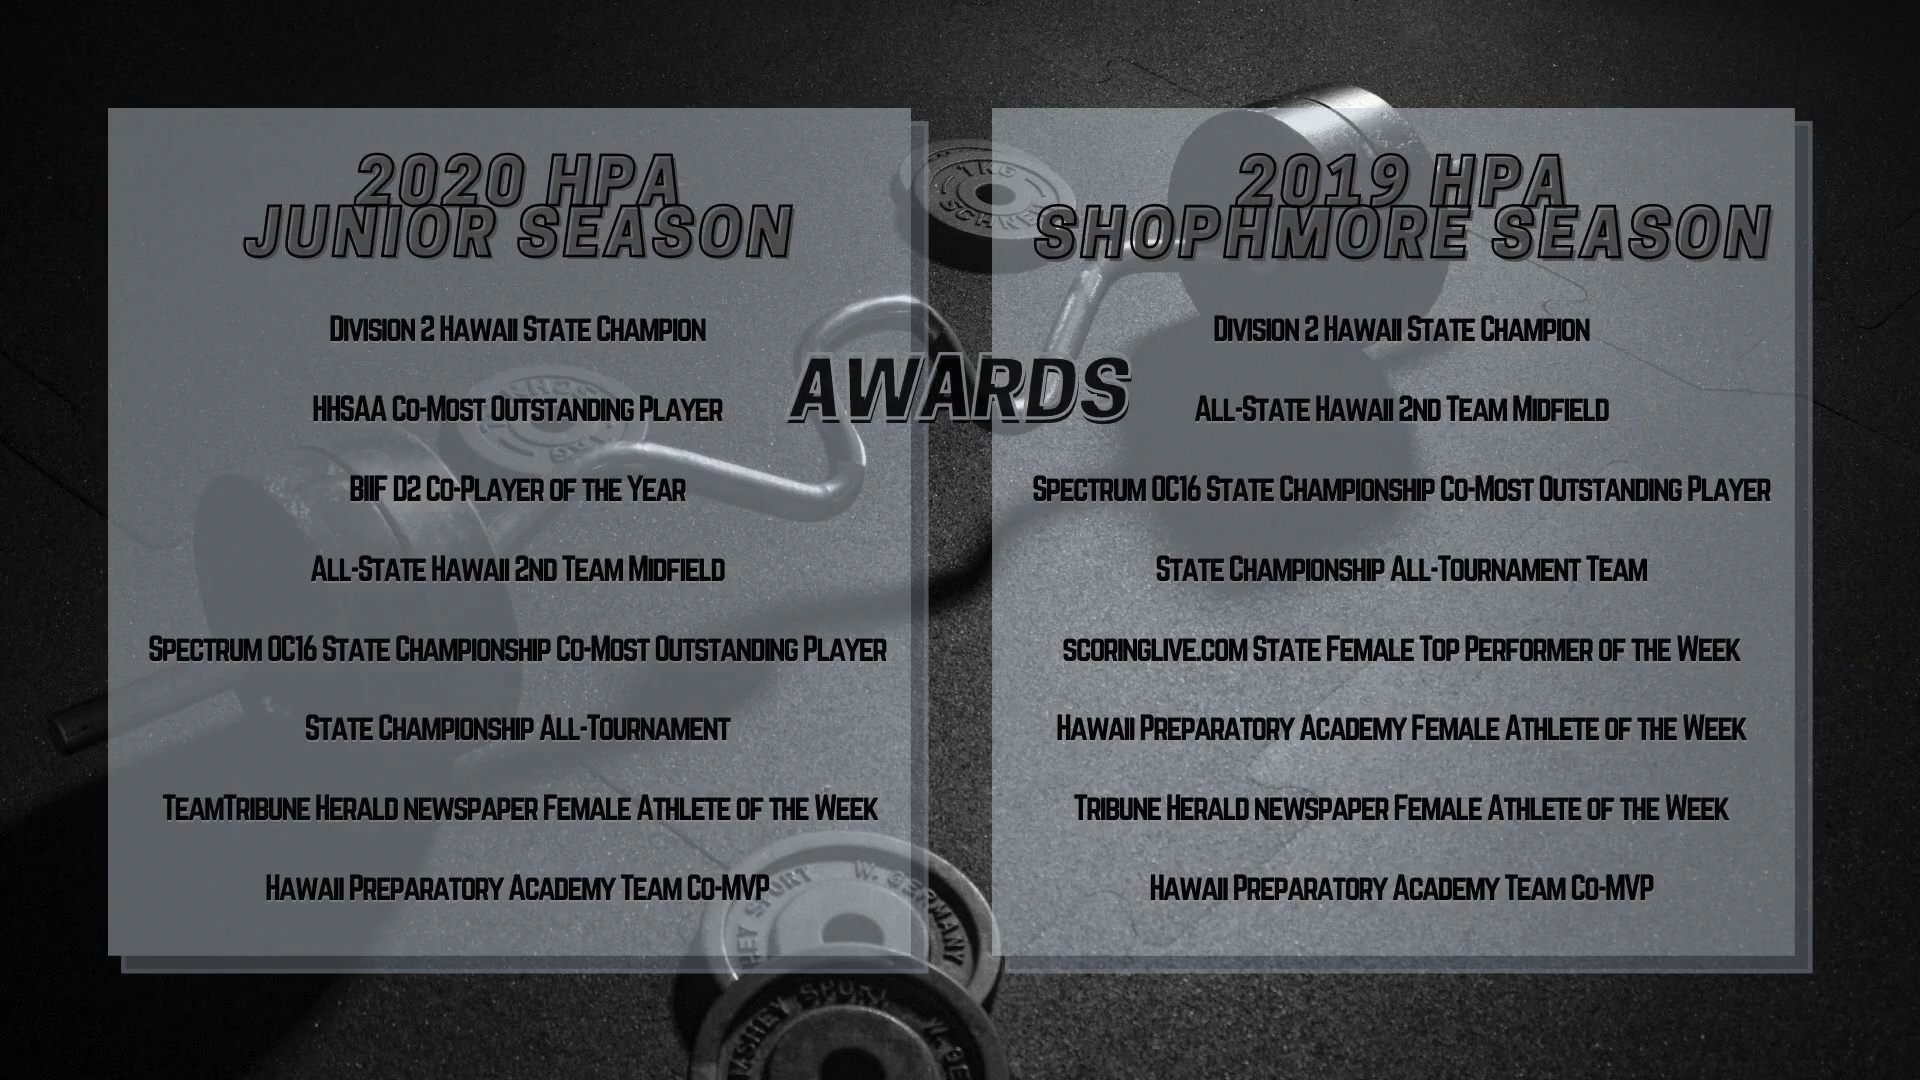 2020 HPA
JUNIOR SEASON
Division 2 Hawaii State Champion
HHSAA Co-Most Outstanding Player
BIIF D2 Co-Player of the Year
All-State Hawaii 2nd Team Midfield
Spectrum OC16 State Championship Co-Most Outstanding Player
State Championship All-Tournament
TeamTribune Herald newspaper Female Athlete of the Week
Hawaii Preparatory Academy Team Co-MVP
AWARDS
2019 HPA
SHOPHMORE SEASON
Division 2 Hawaii State Champion
All-State Hawaii 2nd Team Midfield
Spectrum OC16 State Championship Co-Most Outstanding Player
State Championship All-Tournament Team
scoringlive.com State Female Top Performer of the Week
Hawaii Preparatory Academy Female Athlete of the Week
Tribune Herald newspaper Female Athlete of the Week
Hawaii Preparatory Academy Team Co-MVP
SPORT W. GERMANY
SPORT